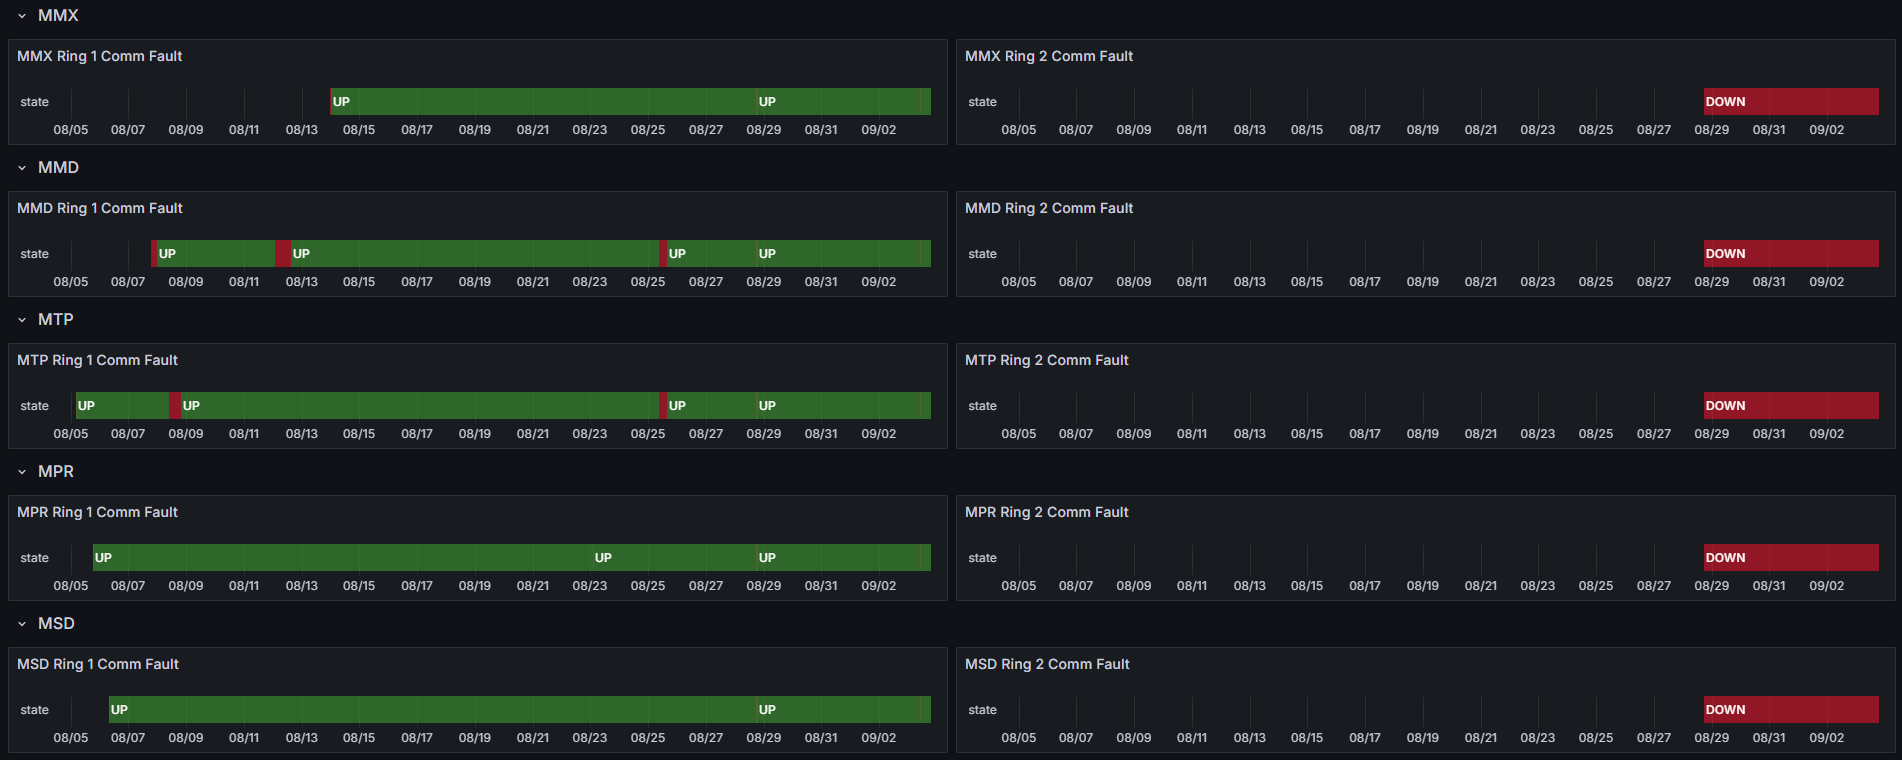 MMX
MMX Ring 1 Comm Fault
state UP UP
08/05 08/07 08/09 08/11 08/13 08/15 08/17 08/19 08/21 08/23 08/25 08/27 08/29 08/31 09/02
MMX Ring 2 Comm Fault
state DOWN
08/05 08/07 08/09 08/11 08/13 08/15 08/17 08/19 08/21 08/23 08/25 08/27 08/29 08/31 09/02
MMD
MMD Ring 1 Comm Fault
state UP UP UP UP
08/05 08/07 08/09 08/11 08/13 08/15 08/17 08/19 08/21 08/23 08/25 08/27 08/29 08/31 09/02
MMD Ring 2 Comm Fault
state DOWN
08/05 08/07 08/09 08/11 08/13 08/15 08/17 08/19 08/21 08/23 08/25 08/27 08/29 08/31 09/02
MTP
MTP Ring 1 Comm Fault
state UP UP UP UP
08/05 08/07 08/09 08/11 08/13 08/15 08/17 08/19 08/21 08/23 08/25 08/27 08/29 08/31 09/02
MTP Ring 2 Comm Fault
state DOWN
08/05 08/07 08/09 08/11 08/13 08/15 08/17 08/19 08/21 08/23 08/25 08/27 08/29 08/31 09/02
MPR
MPR Ring 1 Comm Fault
state UP UP UP
08/05 08/07 08/09 08/11 08/13 08/15 08/17 08/19 08/21 08/23 08/25 08/27 08/29 08/31 09/02
MPR Ring 2 Comm Fault
state DOWN
08/05 08/07 08/09 08/11 08/13 08/15 08/17 08/19 08/21 08/23 08/25 08/27 08/29 08/31 09/02
MSD
MSD Ring 1 Comm Fault
state UP UP
08/05 08/07 08/09 08/11 08/13 08/15 08/17 08/19 08/21 08/23 08/25 08/27 08/29 08/31 09/02
MSD Ring 2 Comm Fault
state DOWN
08/05 08/07 08/09 08/11 08/13 08/15 08/17 08/19 08/21 08/23 08/25 08/27 08/29 08/31 09/02